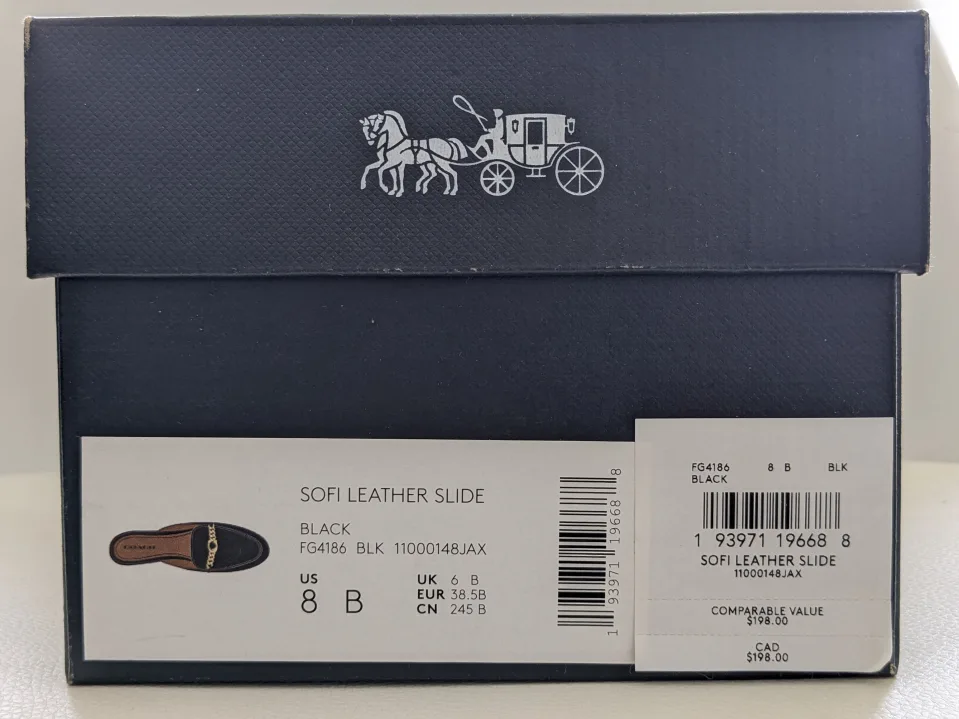 SOFI LEATHER SLIDE
BLACK
FG4186 BLK 11000148JAX
US
8 B
UK 6 B
EUR 38.5B
CN 245 B
1 93971 19668 8
COACH
FG4186 8 B BLK
BLACK
1 93971 19668 8
SOFI LEATHER SLIDE
11000148JAX
COMPARABLE VALUE
$198.00
CAD
$198.00